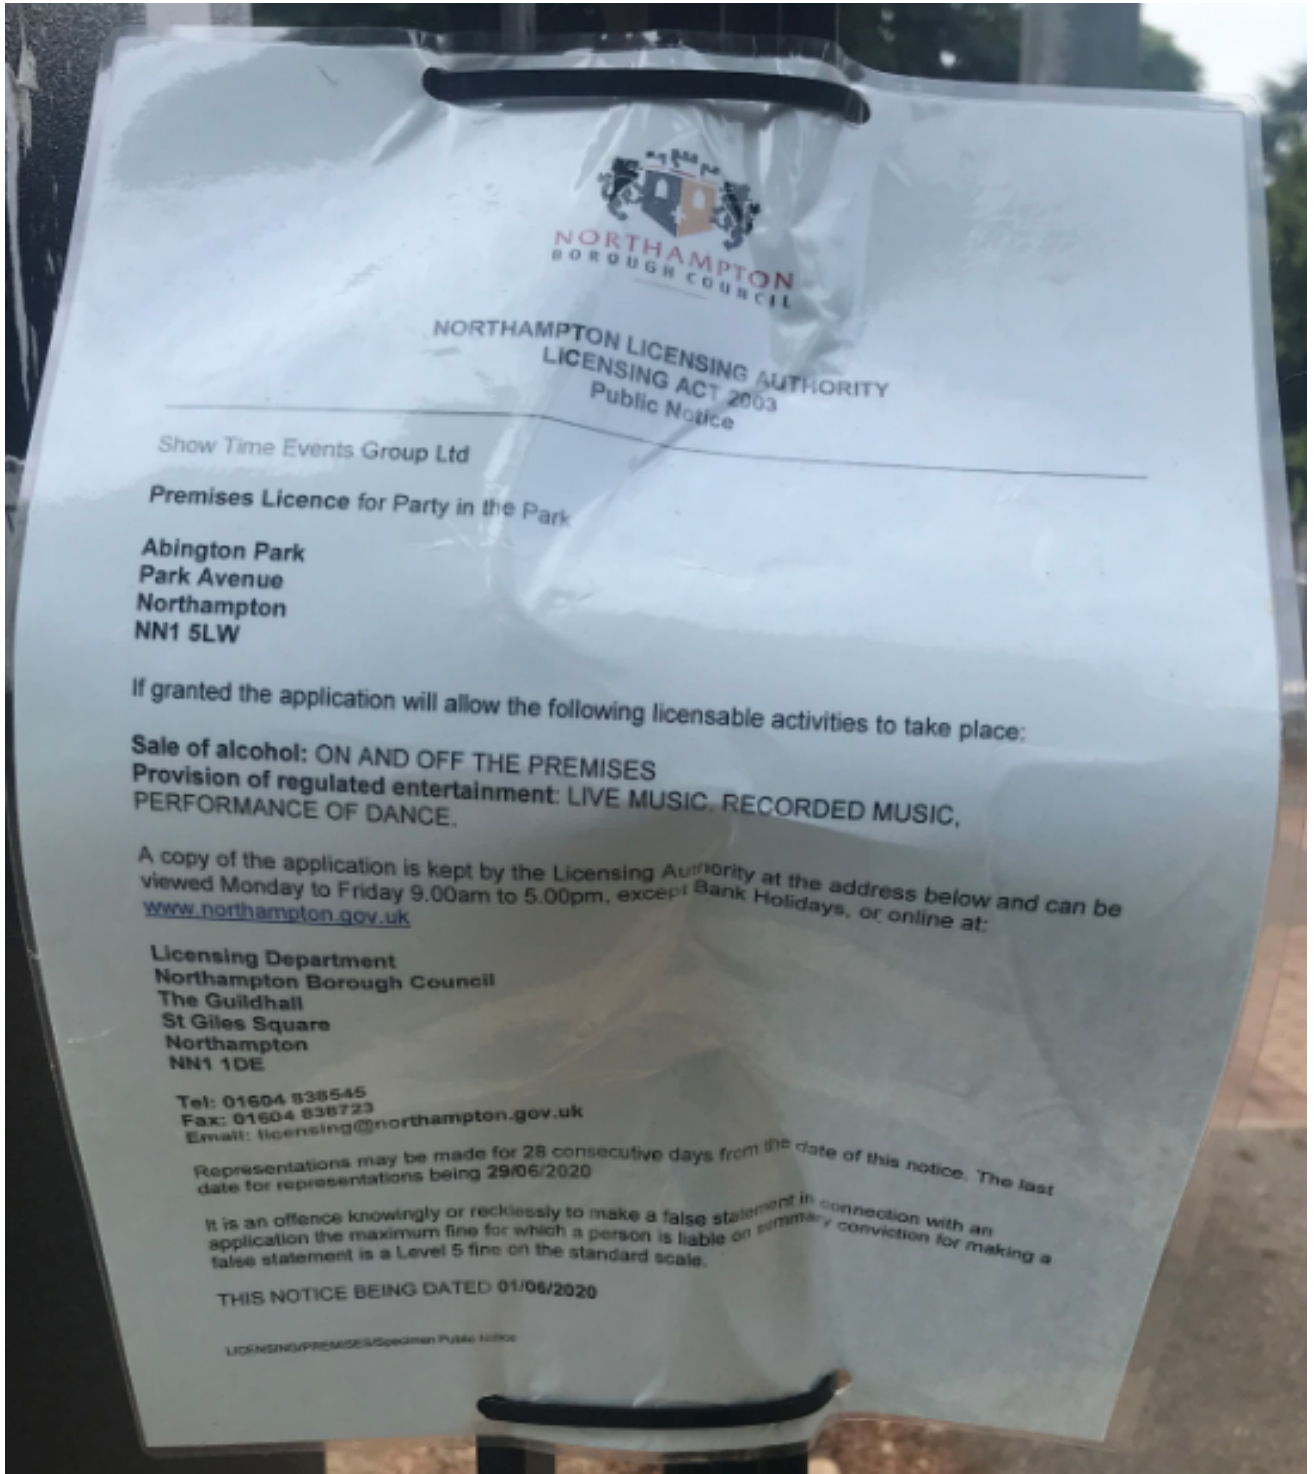 NORTHAMPTON
BOROUGH COUNCIL
NORTHAMPTON LICENSING AUTHORITY
LICENSING ACT 2003
Public Notice
Show Time Events Group Ltd
Premises Licence for Party in the Park
Abington Park
Park Avenue
Northampton
NN1 5LW
If granted the application will allow the following licensable activities to take place:
Sale of alcohol: ON AND OFF THE PREMISES
Provision of regulated entertainment: LIVE MUSIC, RECORDED MUSIC,
PERFORMANCE OF DANCE.
A copy of the application is kept by the Licensing Authority at the address below and can be
viewed Monday to Friday 9.00am to 5.00pm, except Bank Holidays, or online at:
www.northampton.gov.uk
Licensing Department
Northampton Borough Council
The Guildhall
St Giles Square
Northampton
NN1 1DE
Tel: 01604 838545
Fax: 01604 838723
Email: licensing@northampton.gov.uk
Representations may be made for 28 consecutive days from the date of this notice. The last
date for representations being 29/06/2020
It is an offence knowingly or recklessly to make a false statement in connection with an
application the maximum fine for which a person is liable on summary conviction for making a
false statement is a Level 5 fine on the standard scale.
THIS NOTICE BEING DATED 01/06/2020
LICENSING/PREMISES/Specimen Public Notice